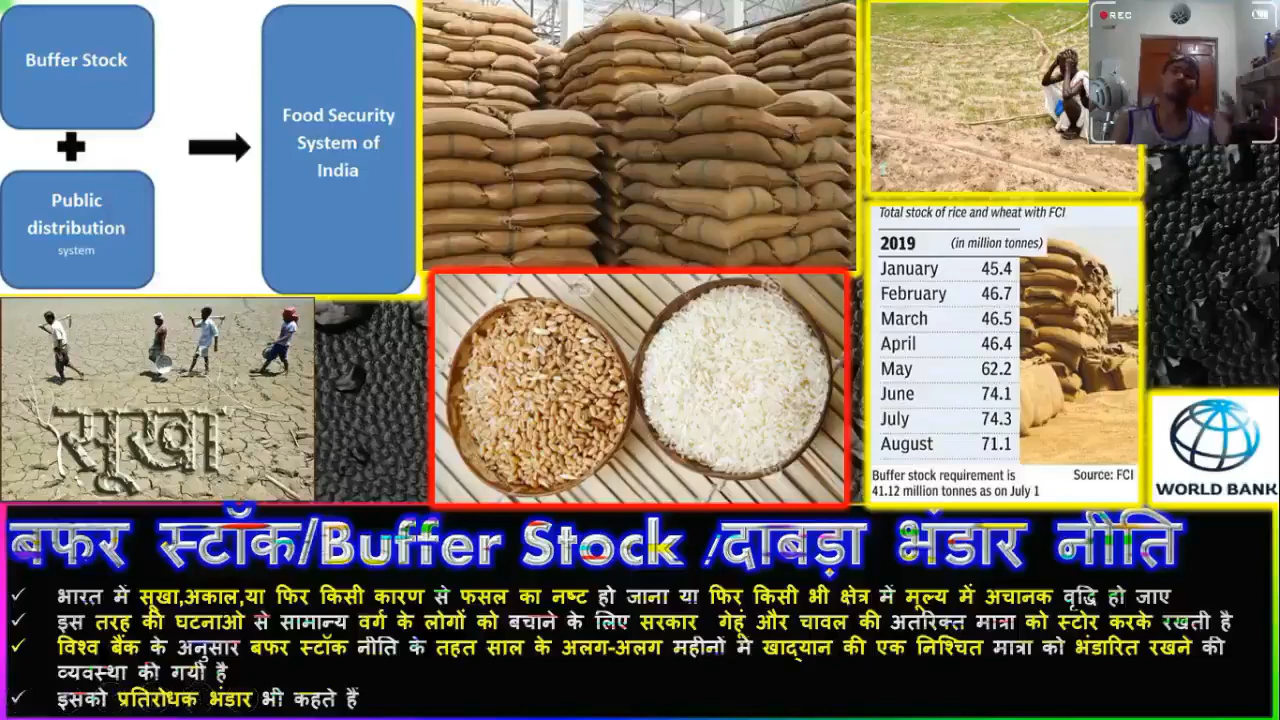 Buffer Stock
Public
distribution
system
Food Security
System of
India
REC
Total stock of rice and wheat with FCI
2019 (in million tonnes)
January 45.4
February 46.7
March 46.5
April 46.4
May 62.2
June 74.1
July 74.3
August 71.1
Buffer stock requirement is
41.12 million tonnes as on July 1
Source: FCI
सूखा
WORLD BANK
बफर स्टॉक/Buffer Stock /दाबड़ा भंडार नीति
भारत में सूखा,अकाल,या फिर किसी कारण से फसल का नष्ट हो जाना या फिर किसी भी क्षेत्र में मूल्य में अचानक वृद्धि हो जाए
इस तरह की घटनाओ से सामान्य वर्ग के लोगों को बचाने के लिए सरकार गेहूं और चावल की अतरिक्त मात्रा को स्टोर करके रखती है
विश्व बैंक के अनुसार बफर स्टॉक नीति के तहत साल के अलग-अलग महीनों में खाद्यान की एक निश्चित मात्रा को भंडारित रखने की
व्यवस्था की गयी है
इसको प्रतिरोधक भंडार भी कहते हैं